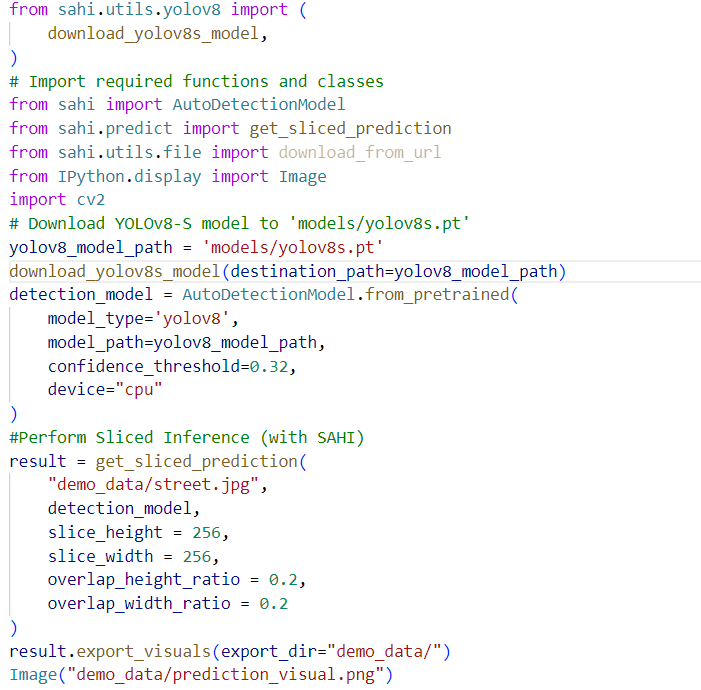 from sahi.utils.yolov8 import (
    download_yolov8s_model,
)
# Import required functions and classes
from sahi import AutoDetectionModel
from sahi.predict import get_sliced_prediction
from sahi.utils.file import download_from_url
from IPython.display import Image
import cv2
# Download YOLOv8-S model to 'models/yolov8s.pt'
yolov8_model_path = 'models/yolov8s.pt'
download_yolov8s_model(destination_path=yolov8_model_path)
detection_model = AutoDetectionModel.from_pretrained(
    model_type='yolov8',
    model_path=yolov8_model_path,
    confidence_threshold=0.32,
    device="cpu"
)
#Perform Sliced Inference (with SAHI)
result = get_sliced_prediction(
    "demo_data/street.jpg",
    detection_model,
    slice_height = 256,
    slice_width = 256,
    overlap_height_ratio = 0.2,
    overlap_width_ratio = 0.2
)
result.export_visuals(export_dir="demo_data/")
Image("demo_data/prediction_visual.png")